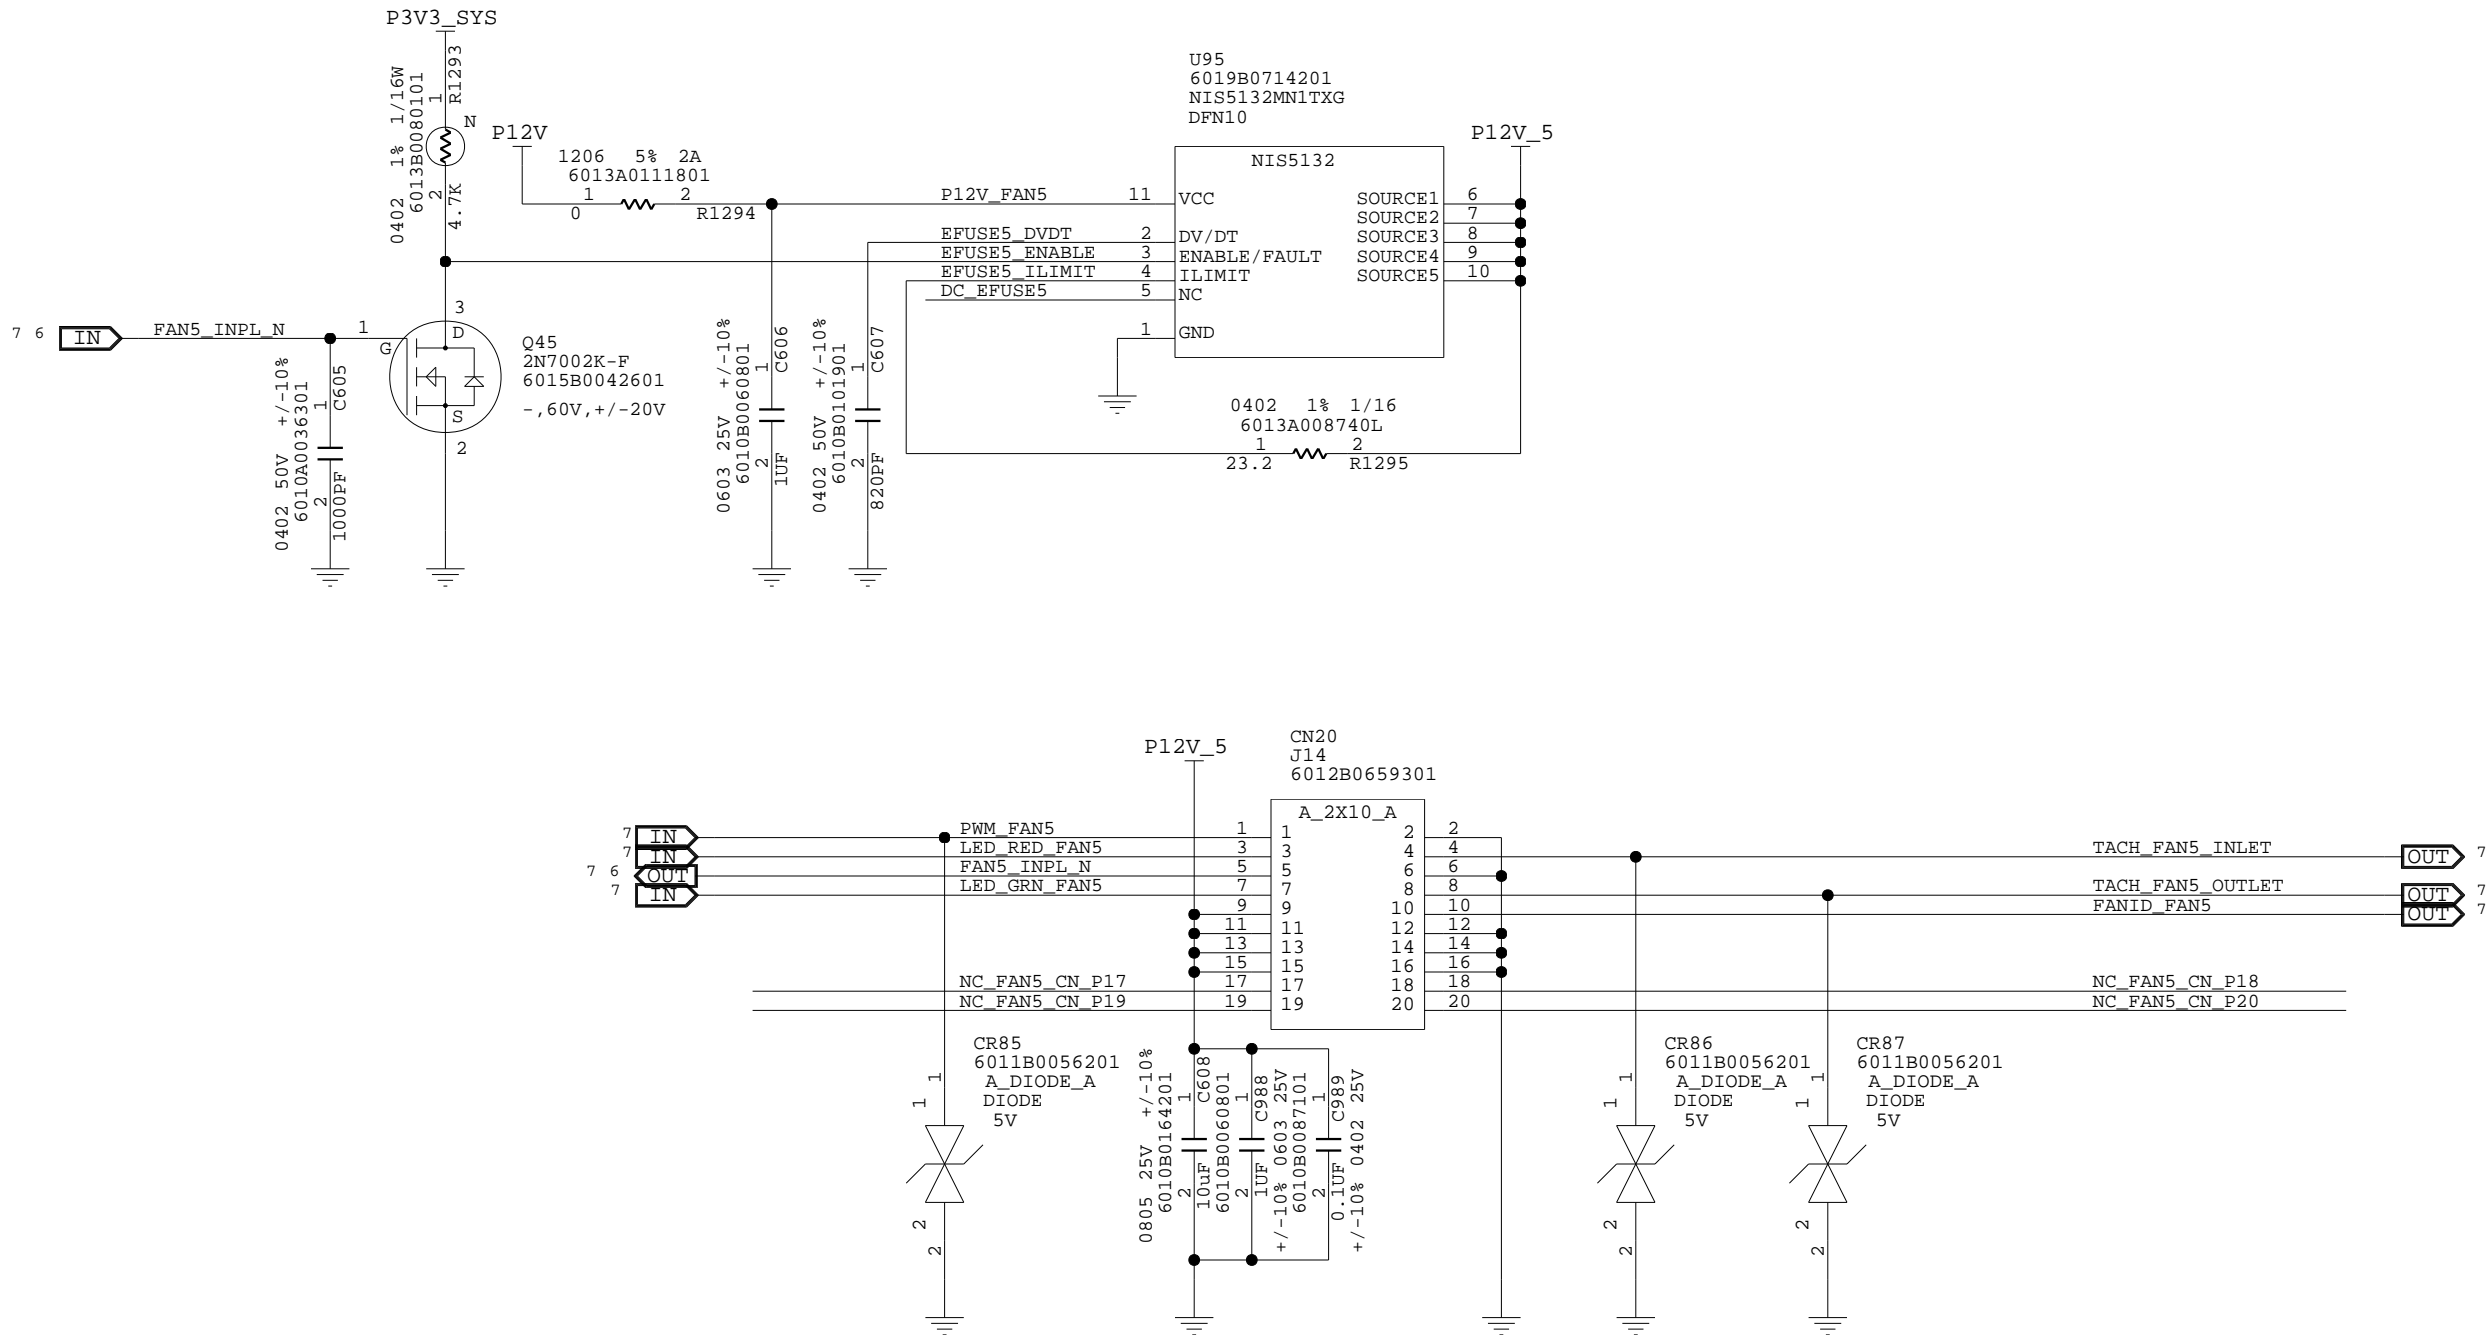 P3V3_SYS
R1293
1
0402 1% 1/16W
6013B0080101
N
2
4.7K
P12V
1206 5% 2A
6013A0111801
1 2
0 R1294
U95
6019B0714201
NIS5132MN1TXG
DFN10
P12V_5
NIS5132
P12V_FAN5 11 VCC SOURCE1 6
SOURCE2 7
EFUSE5_DVDT 2 DV/DT SOURCE3 8
EFUSE5_ENABLE 3 ENABLE/FAULT SOURCE4 9
EFUSE5_ILIMIT 4 ILIMIT SOURCE5 10
DC_EFUSE5 5 NC
1 GND
7 6 IN FAN5_INPL_N 1
G
3
D
S
2
Q45
2N7002K-F
6015B0042601
-,60V,+/-20V
0402 50V +/-10%
6010A0036301
1
C605
2
1000PF
0603 25V +/-10%
6010B0060801
1
C606
2
1UF
0402 50V +/-10%
6010B0101901
1
C607
2
820PF
0402 1% 1/16
6013A008740L
1 2
23.2 R1295
P12V_5
CN20
J14
6012B0659301
A_2X10_A
7 IN PWM_FAN5 1 1 2 2
7 IN LED_RED_FAN5 3 3 4 4 TACH_FAN5_INLET OUT 7
7 6 OUT FAN5_INPL_N 5 5 6 6
7 IN LED_GRN_FAN5 7 7 8 8 TACH_FAN5_OUTLET OUT 7
9 9 10 10 FANID_FAN5 OUT 7
11 11 12 12
13 13 14 14
15 15 16 16
NC_FAN5_CN_P17 17 17 18 18 NC_FAN5_CN_P18
NC_FAN5_CN_P19 19 19 20 20 NC_FAN5_CN_P20
CR85
6011B0056201
A_DIODE_A
DIODE
5V
1
1
2
2
0805 25V +/-10%
6010B0164201
1
C608
2
10uF
6010B0060801
1
C988
2
1UF
+/-10% 0603 25V
6010B0087101
1
C989
2
0.1UF
+/-10% 0402 25V
CR86
6011B0056201
A_DIODE_A
DIODE
5V
1
1
2
2
CR87
6011B0056201
A_DIODE_A
DIODE
5V
1
1
2
2